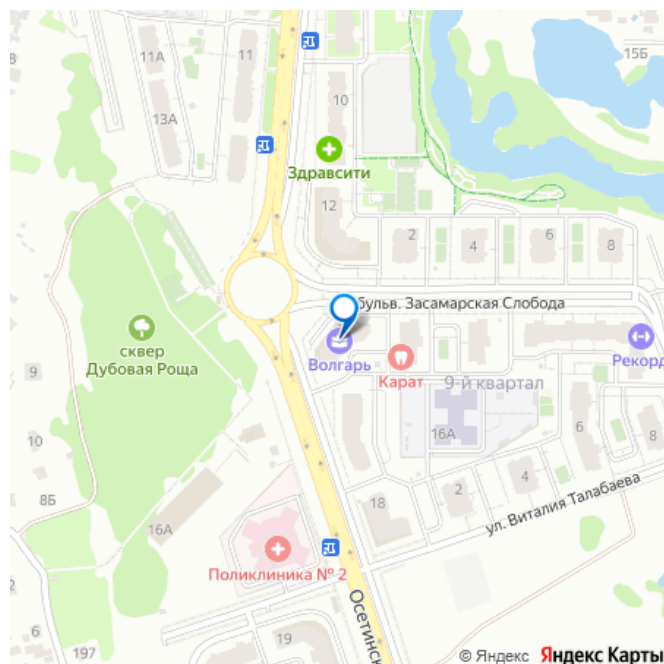 8
11А
11
15Б
13А
10
Здравсити
12
2
4
6
8
бульв. Засамарская Слобода
сквер
Дубовая Роща
Волгарь
Карат
Рекорд
9
9-й квартал
10
16А
6
8
8Б
18
2
4
16А
ул. Виталия Талабаева
Поликлиника № 2
Осетинск
6
19
197
© Яндекс Яндекс Карты